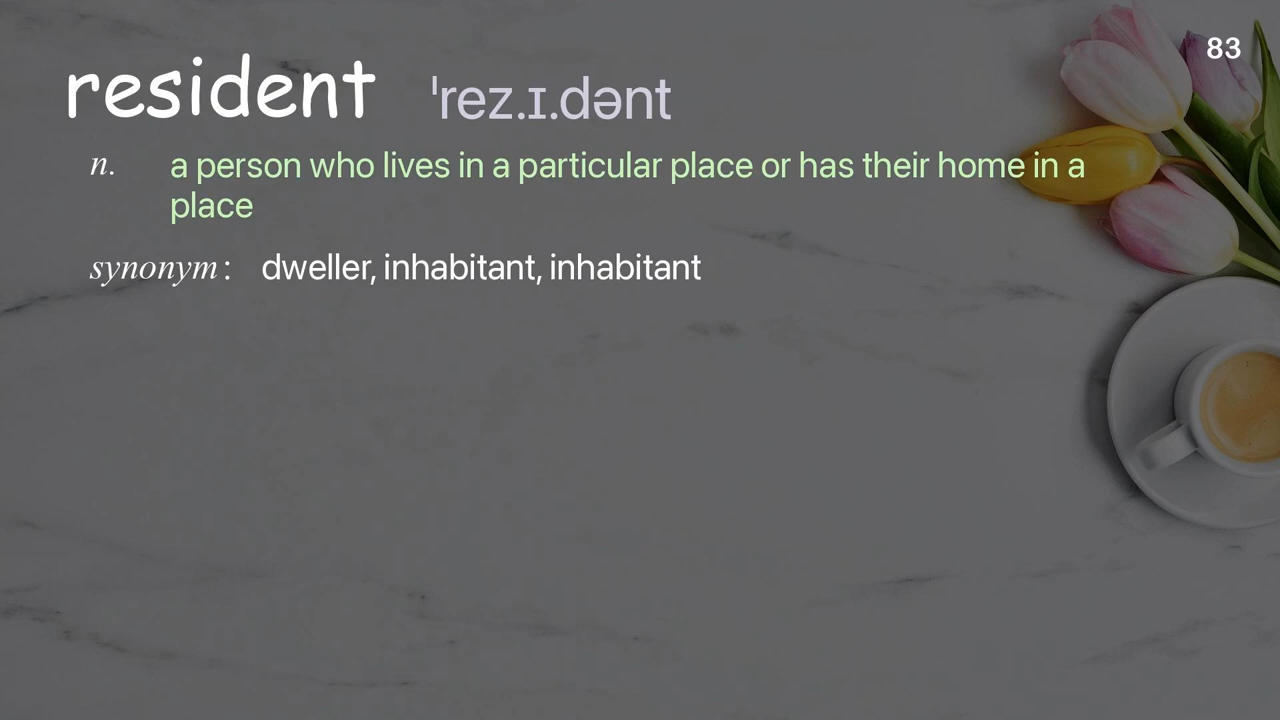 83
resident ˈrez.ɪ.dənt
n. a person who lives in a particular place or has their home in a
place
synonym: dweller, inhabitant, inhabitant